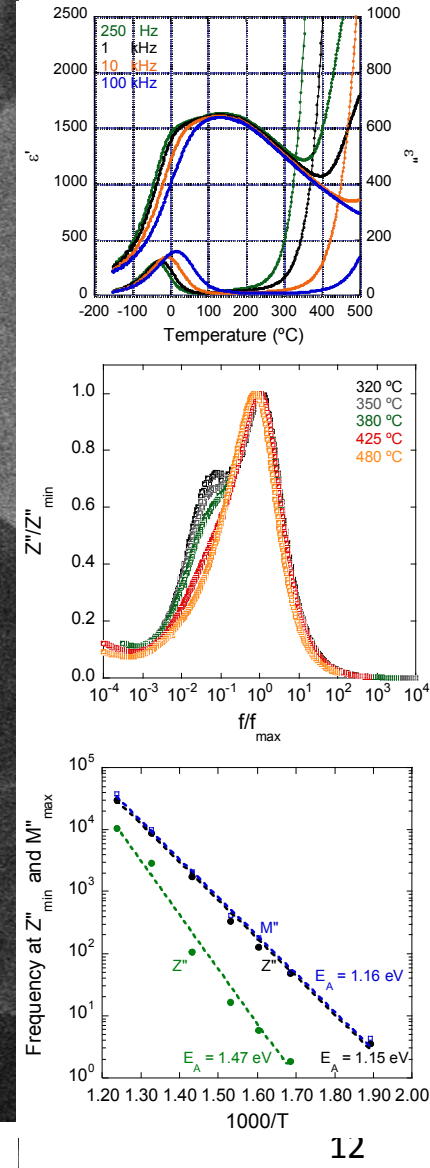 2500
2000
1500
1000
500
0
ε'
250 Hz
1 kHz
10 kHz
100 kHz
1000
800
600
400
200
0
ε"
-200 -100 0 100 200 300 400 500
Temperature (ºC)
1.0
0.8
0.6
0.4
0.2
0.0
Z"/Z"min
320 ºC
350 ºC
380 ºC
425 ºC
480 ºC
10-4 10-3 10-2 10-1 100 101 102 103 104
f/fmax
105
104
103
102
101
100
Frequency at Z"min and M"max
M"
Z"
Z"
EA = 1.16 eV
EA = 1.47 eV
EA = 1.15 eV
1.20 1.30 1.40 1.50 1.60 1.70 1.80 1.90 2.00
1000/T
12